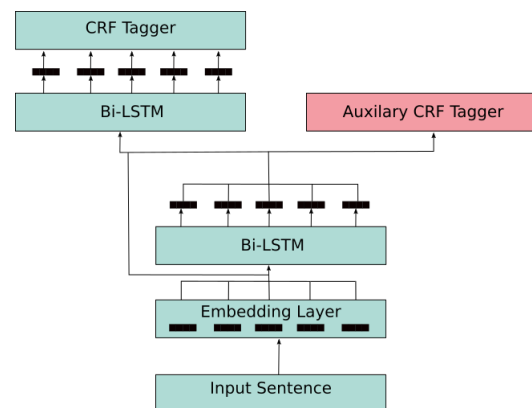 CRF Tagger
Bi-LSTM
Auxilary CRF Tagger
Bi-LSTM
Embedding Layer
Input Sentence